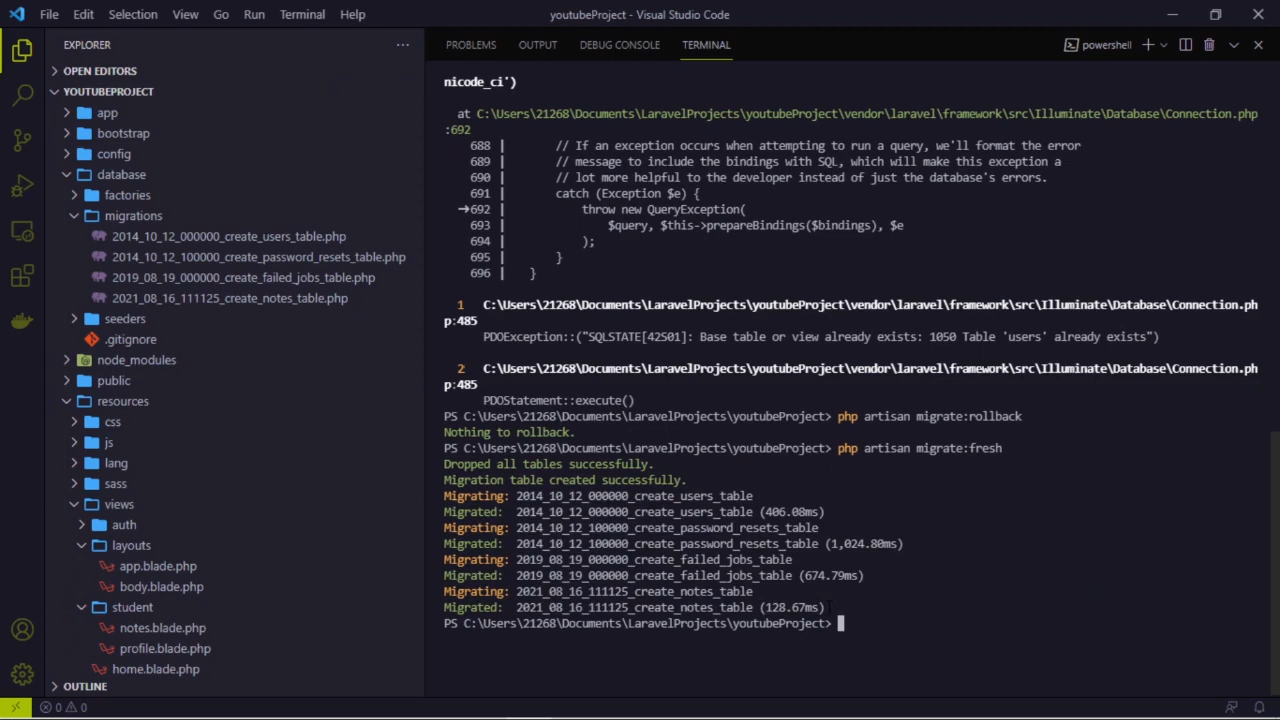 File Edit Selection View Go Run Terminal Help youtubeProject - Visual Studio Code
EXPLORER
OPEN EDITORS
YOUTUBEPROJECT
app
bootstrap
config
database
factories
migrations
2014_10_12_000000_create_users_table.php
2014_10_12_100000_create_password_resets_table.php
2019_08_19_000000_create_failed_jobs_table.php
2021_08_16_111125_create_notes_table.php
seeders
.gitignore
node_modules
public
resources
css
js
lang
sass
views
auth
layouts
app.blade.php
body.blade.php
student
notes.blade.php
profile.blade.php
home.blade.php
OUTLINE
PROBLEMS OUTPUT DEBUG CONSOLE TERMINAL powershell
nicode_ci')
at C:\Users\21268\Documents\LaravelProjects\youtubeProject\vendor\laravel\framework\src\Illuminate\Database\Connection.php
:692
688 | // If an exception occurs when attempting to run a query, we'll format the error
689 | // message to include the bindings with SQL, which will make this exception a
690 | // lot more helpful to the developer instead of just the database's errors.
691 | catch (Exception $e) {
→692 | throw new QueryException(
693 | $query, $this->prepareBindings($bindings), $e
694 | );
695 | }
696 | }
1 C:\Users\21268\Documents\LaravelProjects\youtubeProject\vendor\laravel\framework\src\Illuminate\Database\Connection.ph
p:485
PDOException::("SQLSTATE[42S01]: Base table or view already exists: 1050 Table 'users' already exists")
2 C:\Users\21268\Documents\LaravelProjects\youtubeProject\vendor\laravel\framework\src\Illuminate\Database\Connection.ph
p:485
PDOStatement::execute()
PS C:\Users\21268\Documents\LaravelProjects\youtubeProject> php artisan migrate:rollback
Nothing to rollback.
PS C:\Users\21268\Documents\LaravelProjects\youtubeProject> php artisan migrate:fresh
Dropped all tables successfully.
Migration table created successfully.
Migrating: 2014_10_12_000000_create_users_table
Migrated: 2014_10_12_000000_create_users_table (406.08ms)
Migrating: 2014_10_12_100000_create_password_resets_table
Migrated: 2014_10_12_100000_create_password_resets_table (1,024.80ms)
Migrating: 2019_08_19_000000_create_failed_jobs_table
Migrated: 2019_08_19_000000_create_failed_jobs_table (674.79ms)
Migrating: 2021_08_16_111125_create_notes_table
Migrated: 2021_08_16_111125_create_notes_table (128.67ms)
PS C:\Users\21268\Documents\LaravelProjects\youtubeProject>
0 0